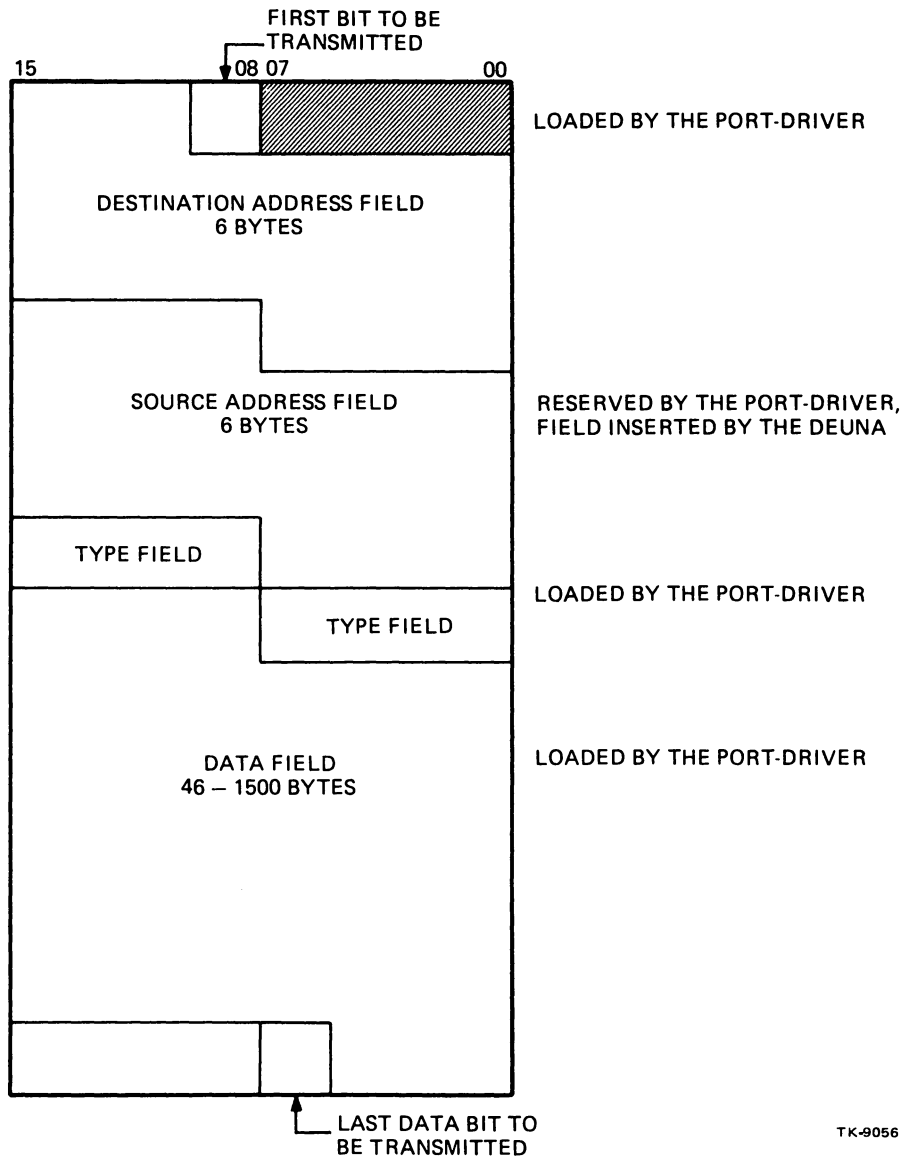 FIRST BIT TO BE
TRANSMITTED
15 08 07 00
LOADED BY THE PORT-DRIVER
DESTINATION ADDRESS FIELD
6 BYTES
SOURCE ADDRESS FIELD
6 BYTES
RESERVED BY THE PORT-DRIVER,
FIELD INSERTED BY THE DEUNA
TYPE FIELD
LOADED BY THE PORT-DRIVER
TYPE FIELD
DATA FIELD
46 – 1500 BYTES
LOADED BY THE PORT-DRIVER
LAST DATA BIT TO
BE TRANSMITTED
TK-9056